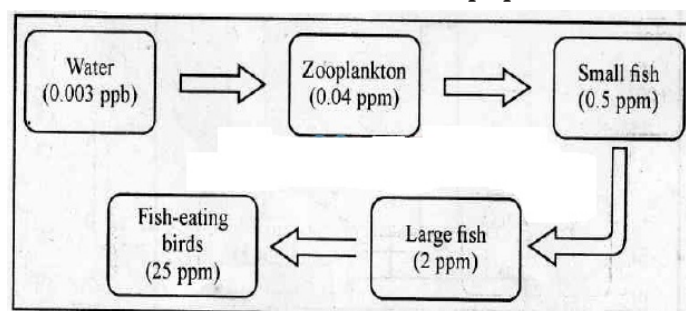 Water
(0.003 ppb)
Zooplankton
(0.04 ppm)
Small fish
(0.5 ppm)
Fish-eating
birds
(25 ppm)
Large fish
(2 ppm)